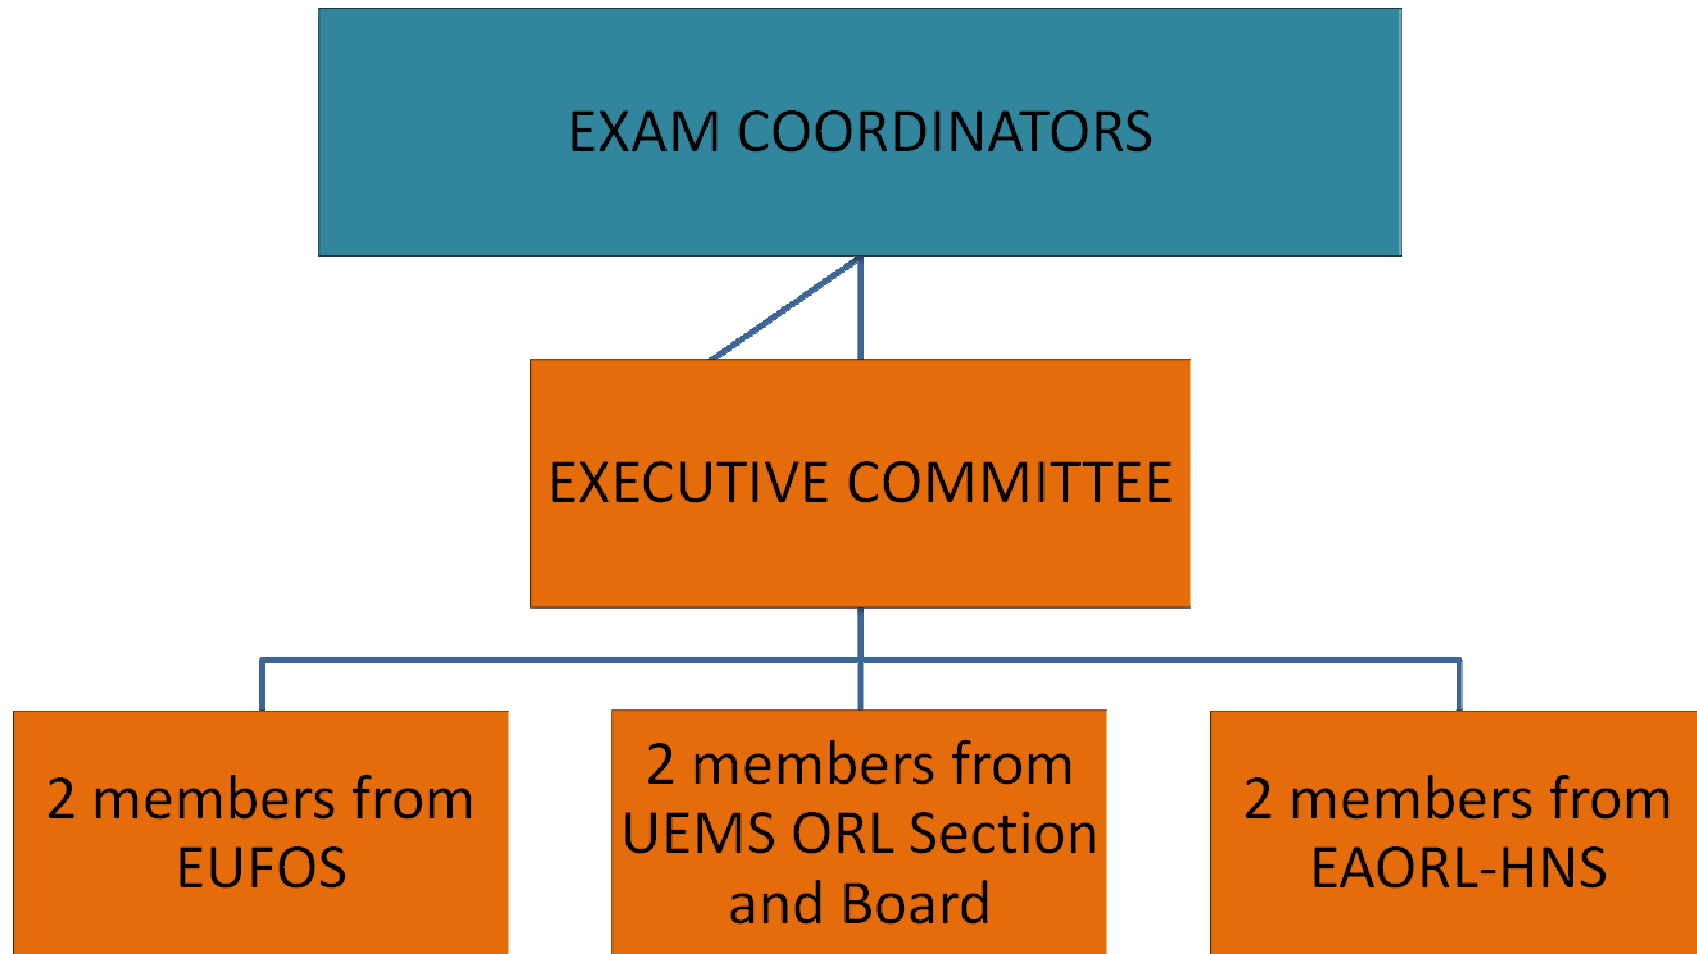 EXAM COORDINATORS
EXECUTIVE COMMITTEE
2 members from
EUFOS
2 members from
UEMS ORL Section
and Board
2 members from
EAORL-HNS